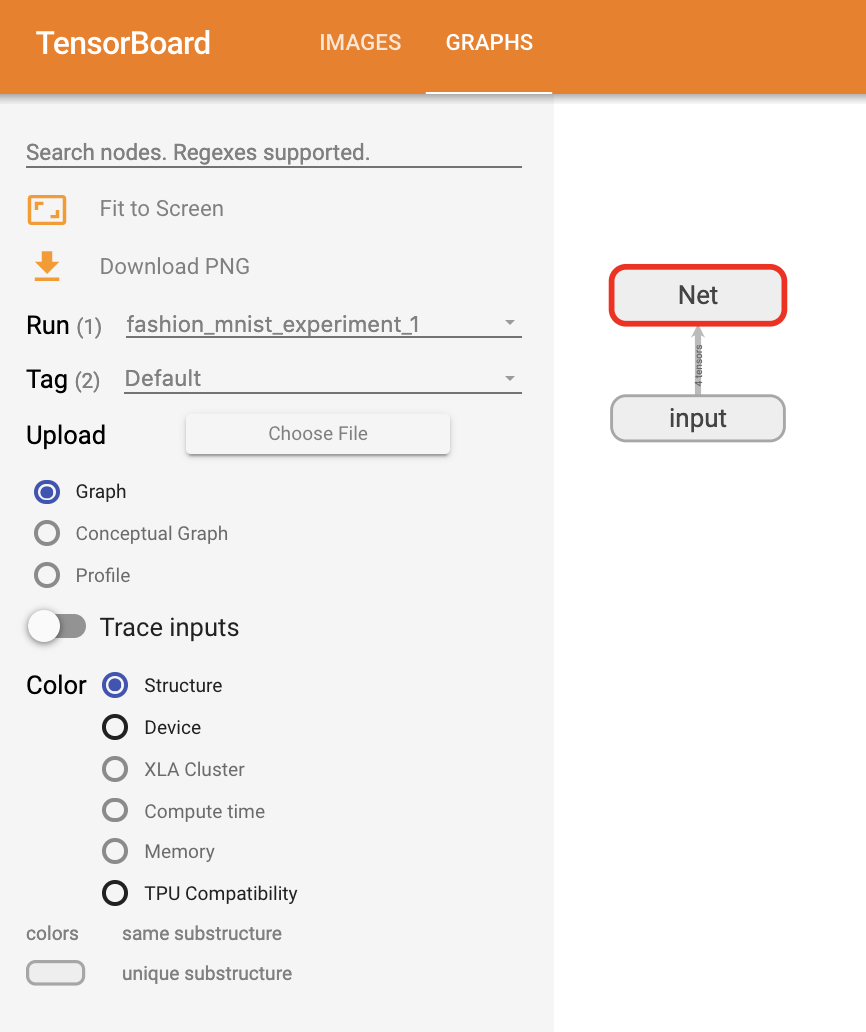 TensorBoard
IMAGES GRAPHS
Search nodes. Regexes supported.
Fit to Screen
Download PNG
Run (1) fashion_mnist_experiment_1
Tag (2) Default
Upload Choose File
Graph
Conceptual Graph
Profile
Trace inputs
Color Structure
Device
XLA Cluster
Compute time
Memory
TPU Compatibility
colors same substructure
unique substructure
Net
4 tensors
input